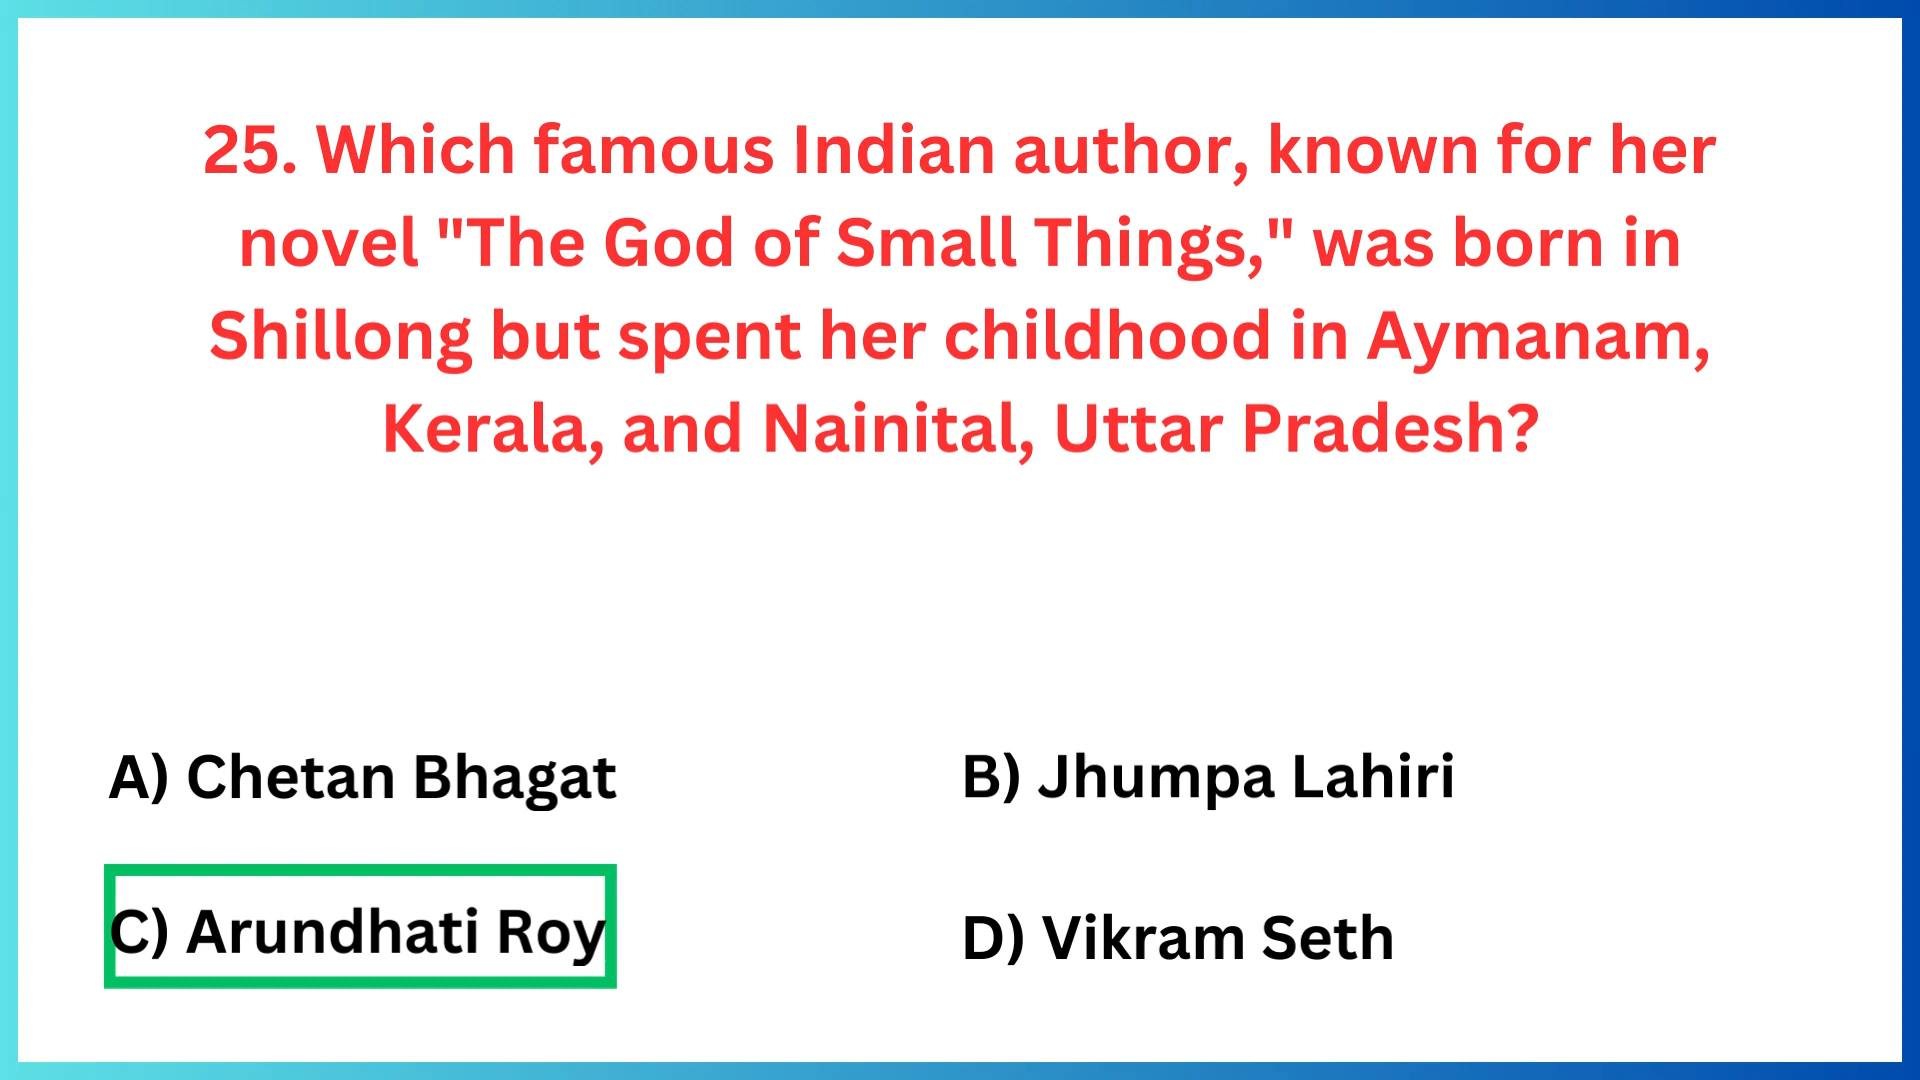 25. Which famous Indian author, known for her
novel "The God of Small Things," was born in
Shillong but spent her childhood in Aymanam,
Kerala, and Nainital, Uttar Pradesh?
A) Chetan Bhagat
B) Jhumpa Lahiri
C) Arundhati Roy
D) Vikram Seth